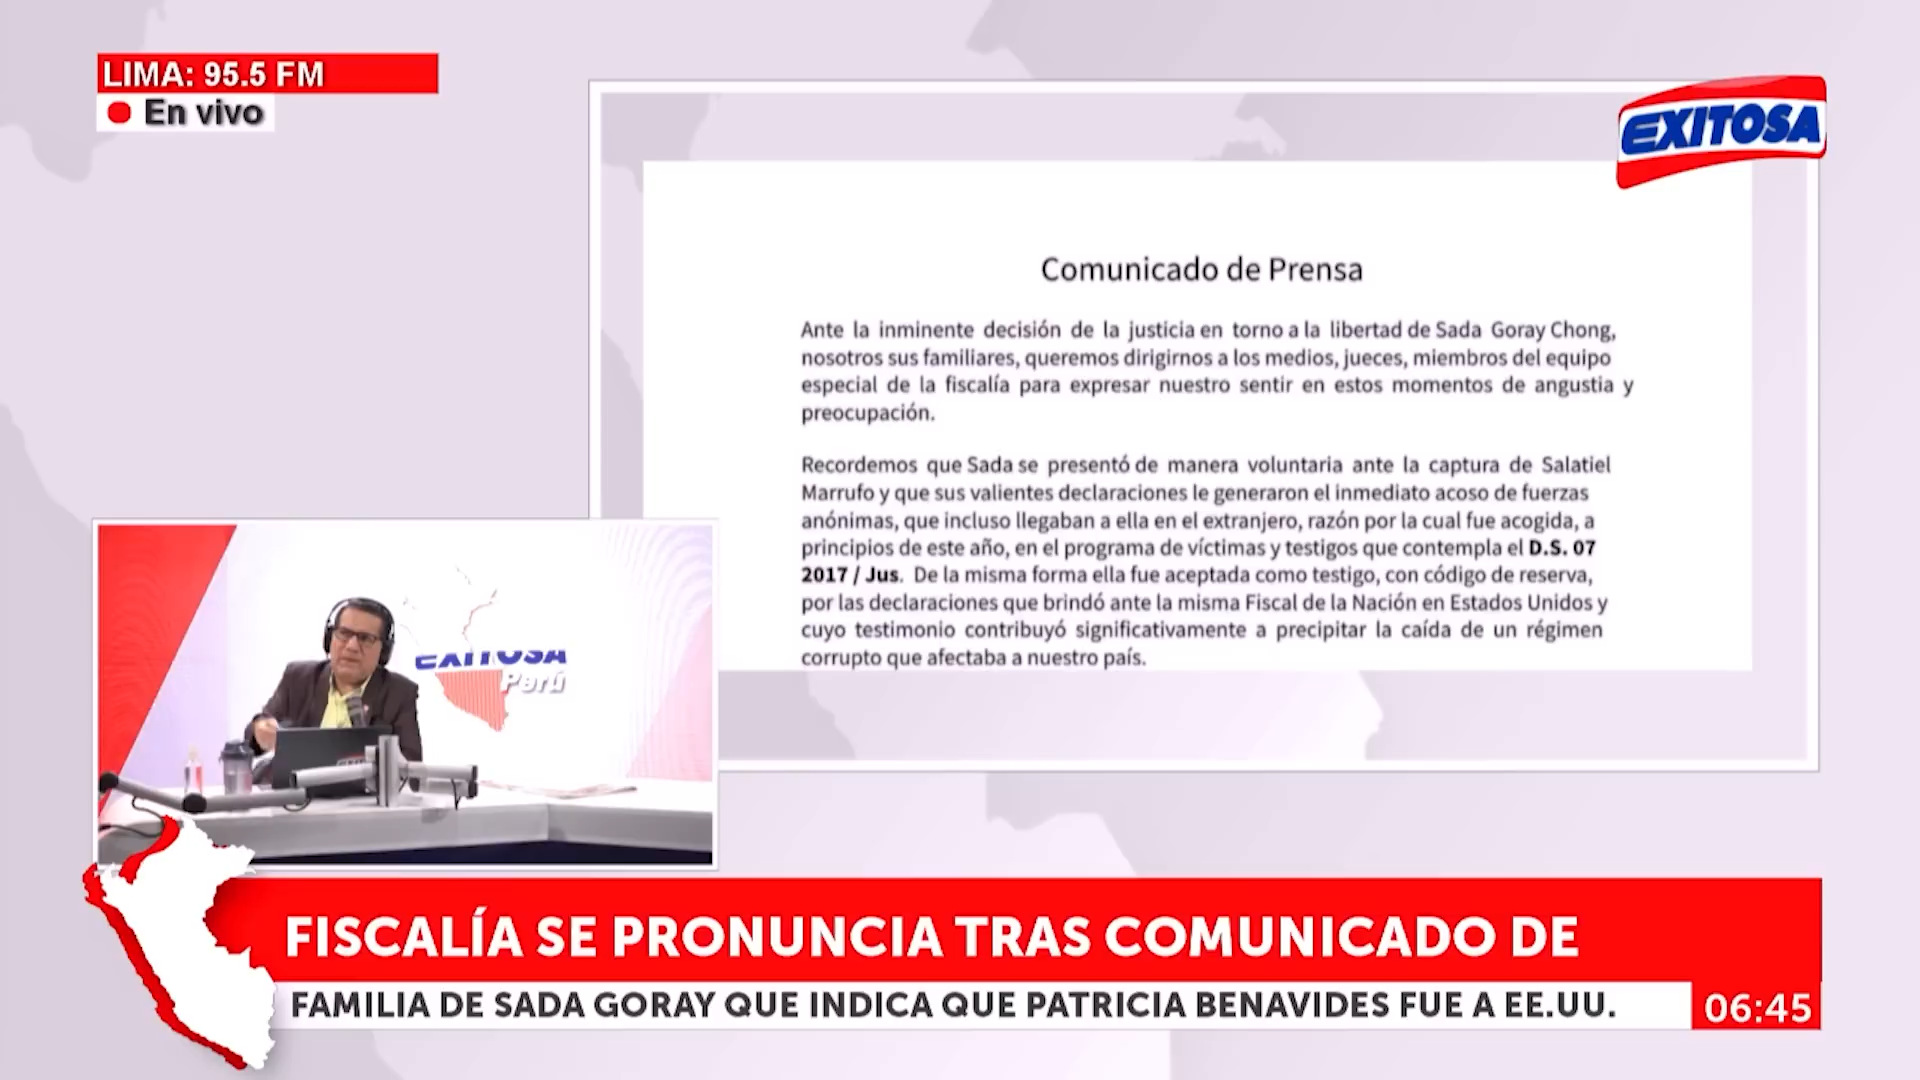 LIMA: 95.5 FM
En vivo
EXITOSA
Comunicado de Prensa
Ante la inminente decisión de la justicia en torno a la libertad de Sada Goray Chong,
nosotros sus familiares, queremos dirigirnos a los medios, jueces, miembros del equipo
especial de la fiscalía para expresar nuestro sentir en estos momentos de angustia y
preocupación.
Recordemos que Sada se presentó de manera voluntaria ante la captura de Salatiel
Marrufo y que sus valientes declaraciones le generaron el inmediato acoso de fuerzas
anónimas, que incluso llegaban a ella en el extranjero, razón por la cual fue acogida, a
principios de este año, en el programa de víctimas y testigos que contempla el D.S. 07
2017 / Jus. De la misma forma ella fue aceptada como testigo, con código de reserva,
por las declaraciones que brindó ante la misma Fiscal de la Nación en Estados Unidos y
cuyo testimonio contribuyó significativamente a precipitar la caída de un régimen
corrupto que afectaba a nuestro país.
EXITOSA
Perú
FISCALÍA SE PRONUNCIA TRAS COMUNICADO DE
FAMILIA DE SADA GORAY QUE INDICA QUE PATRICIA BENAVIDES FUE A EE.UU.
06:45